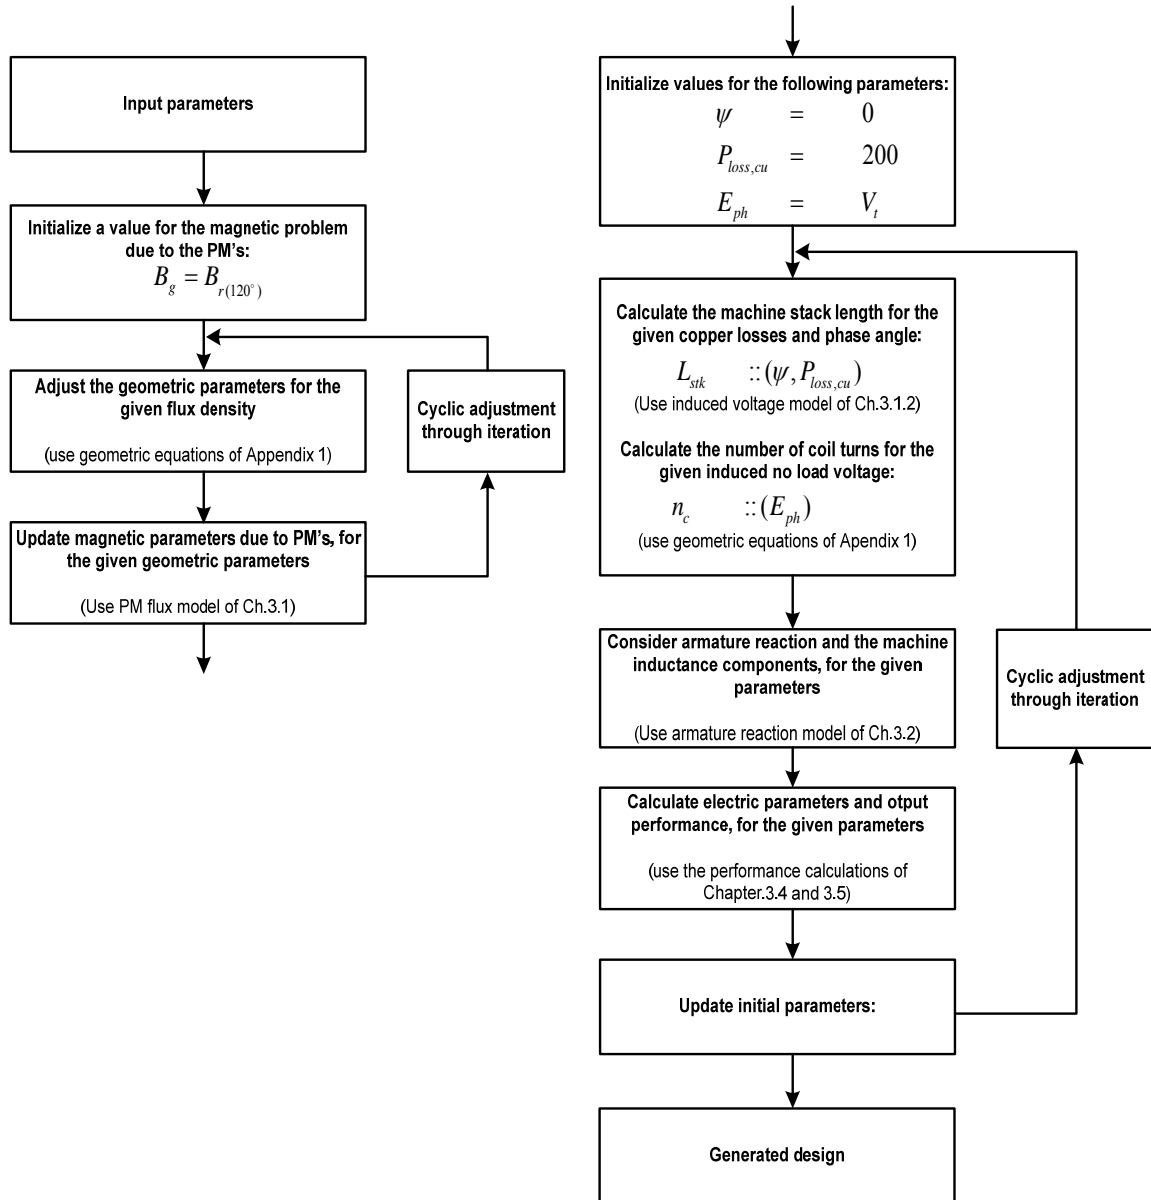 Input parameters
Initialize a value for the magnetic problem
due to the PM's:
B_g = B_r(120°)
Adjust the geometric parameters for the
given flux density
(use geometric equations of Appendix 1)
Cyclic adjustment
through iteration
Update magnetic parameters due to PM's, for
the given geometric parameters
(Use PM flux model of Ch.3.1)
Initialize values for the following parameters:
ψ = 0
P_loss,cu = 200
E_ph = V_t
Calculate the machine stack length for the
given copper losses and phase angle:
L_stk ::(ψ, P_loss,cu)
(Use induced voltage model of Ch.3.1.2)
Calculate the number of coil turns for the
given induced no load voltage:
n_c ::(E_ph)
(use geometric equations of Apendix 1)
Consider armature reaction and the machine
inductance components, for the given
parameters
(Use armature reaction model of Ch.3.2)
Cyclic adjustment
through iteration
Calculate electric parameters and otput
performance, for the given parameters
(use the performance calculations of
Chapter.3.4 and 3.5)
Update initial parameters:
Generated design